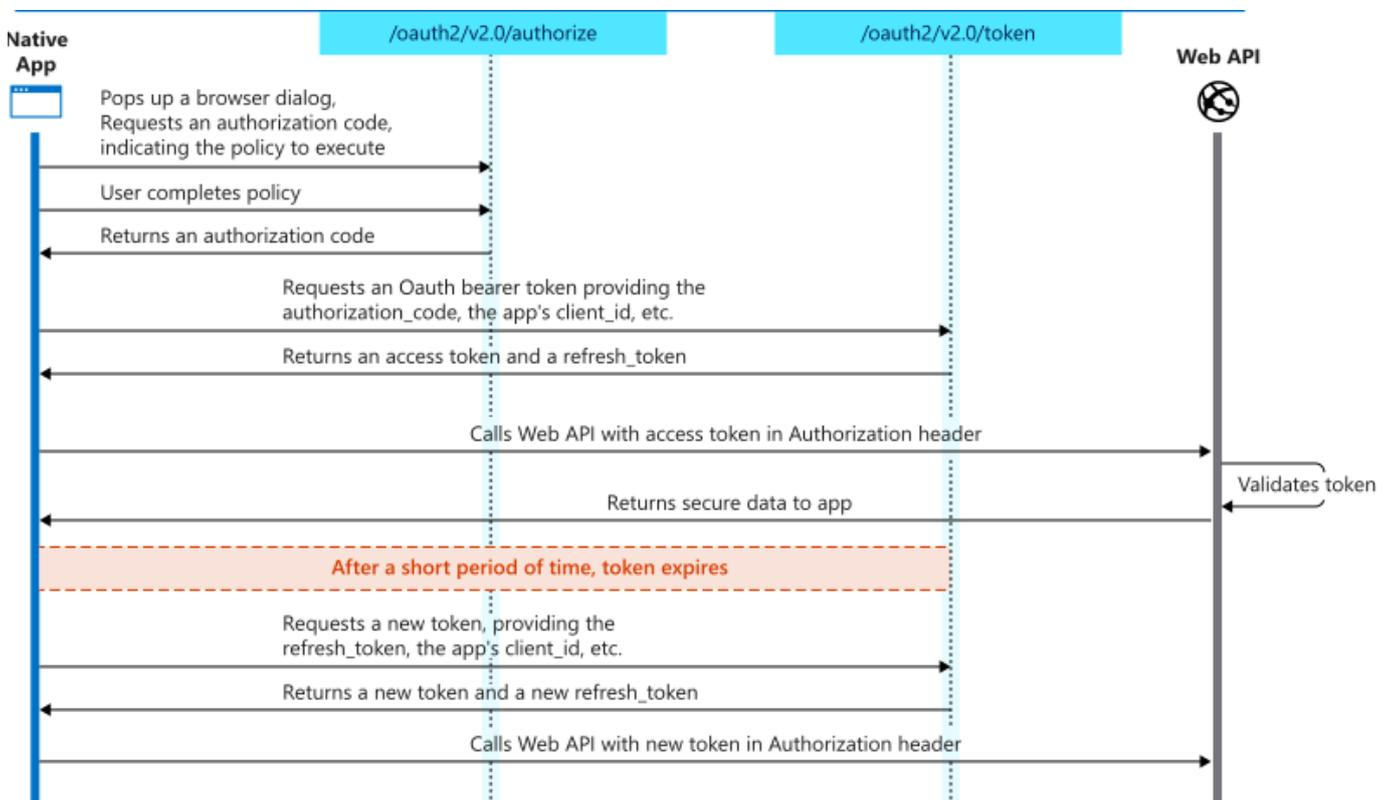 /oauth2/v2.0/authorize
/oauth2/v2.0/token
Native
App
Web API
Pops up a browser dialog,
Requests an authorization code,
indicating the policy to execute
User completes policy
Returns an authorization code
Requests an Oauth bearer token providing the
authorization_code, the app's client_id, etc.
Returns an access token and a refresh_token
Calls Web API with access token in Authorization header
Validates token
Returns secure data to app
After a short period of time, token expires
Requests a new token, providing the
refresh_token, the app's client_id, etc.
Returns a new token and a new refresh_token
Calls Web API with new token in Authorization header